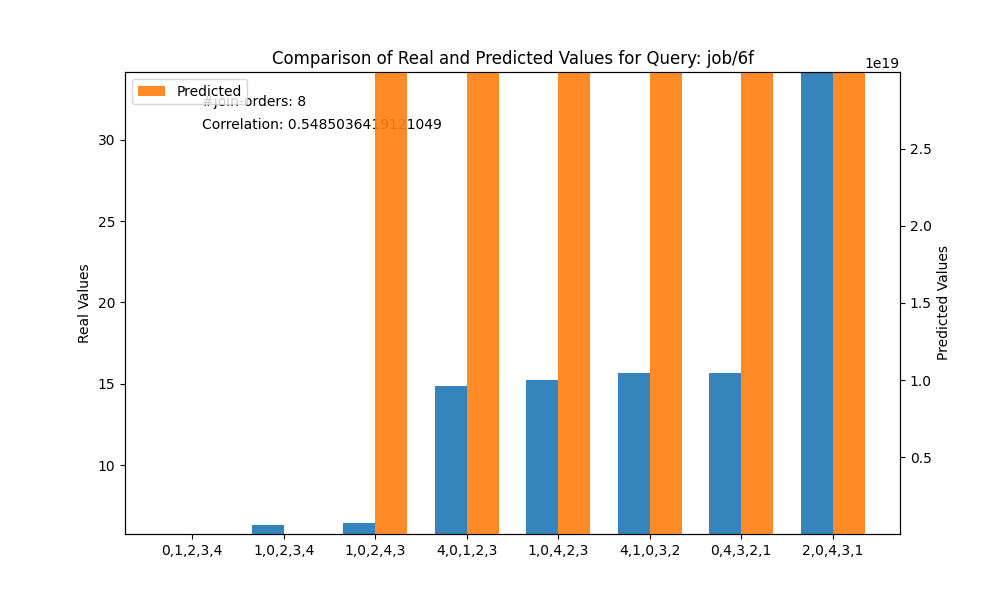 Comparison of Real and Predicted Values for Query: job/6f
1e19
Predicted
#join-orders: 8
Correlation: 0.5485036419121049
Real Values
30
25
20
15
10
Predicted Values
2.5
2.0
1.5
1.0
0.5
0,1,2,3,4
1,0,2,3,4
1,0,2,4,3
4,0,1,2,3
1,0,4,2,3
4,1,0,3,2
0,4,3,2,1
2,0,4,3,1